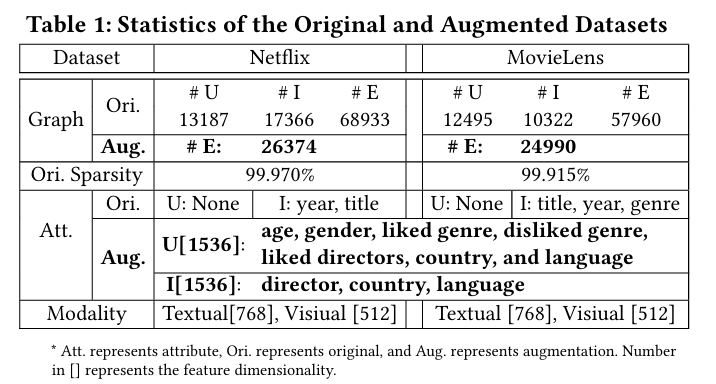 Table 1: Statistics of the Original and Augmented Datasets
Dataset Netflix MovieLens
Graph Ori. # U # I # E # U # I # E
13187 17366 68933 12495 10322 57960
Aug. # E: 26374 # E: 24990
Ori. Sparsity 99.970% 99.915%
Att. Ori. U: None I: year, title U: None I: title, year, genre
Aug. U[1536]: age, gender, liked genre, disliked genre,
liked directors, country, and language
I[1536]: director, country, language
Modality Textual[768], Visiual [512] Textual [768], Visiual [512]
* Att. represents attribute, Ori. represents original, and Aug. represents augmentation. Number
in [] represents the feature dimensionality.